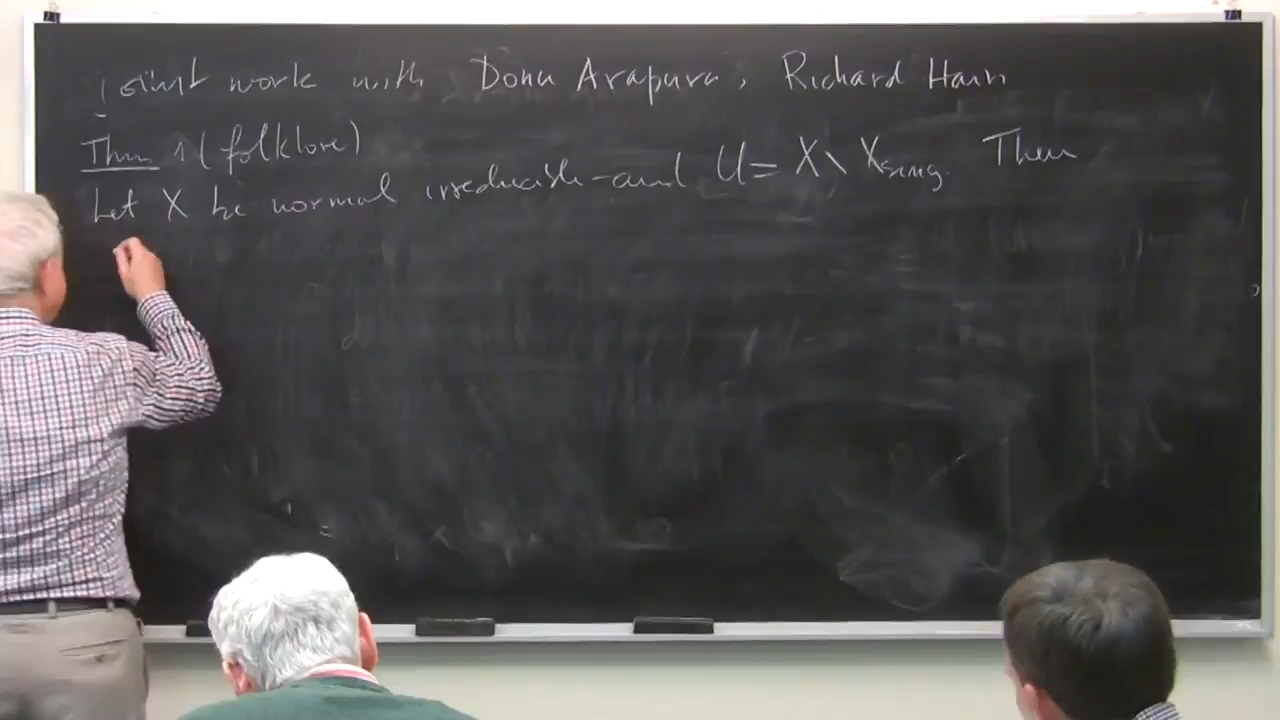 joint work with Donu Arapura, Richard Hain
Thm 1 (folklore)
Let X be normal irreducible and U = X \ X_sing. Then